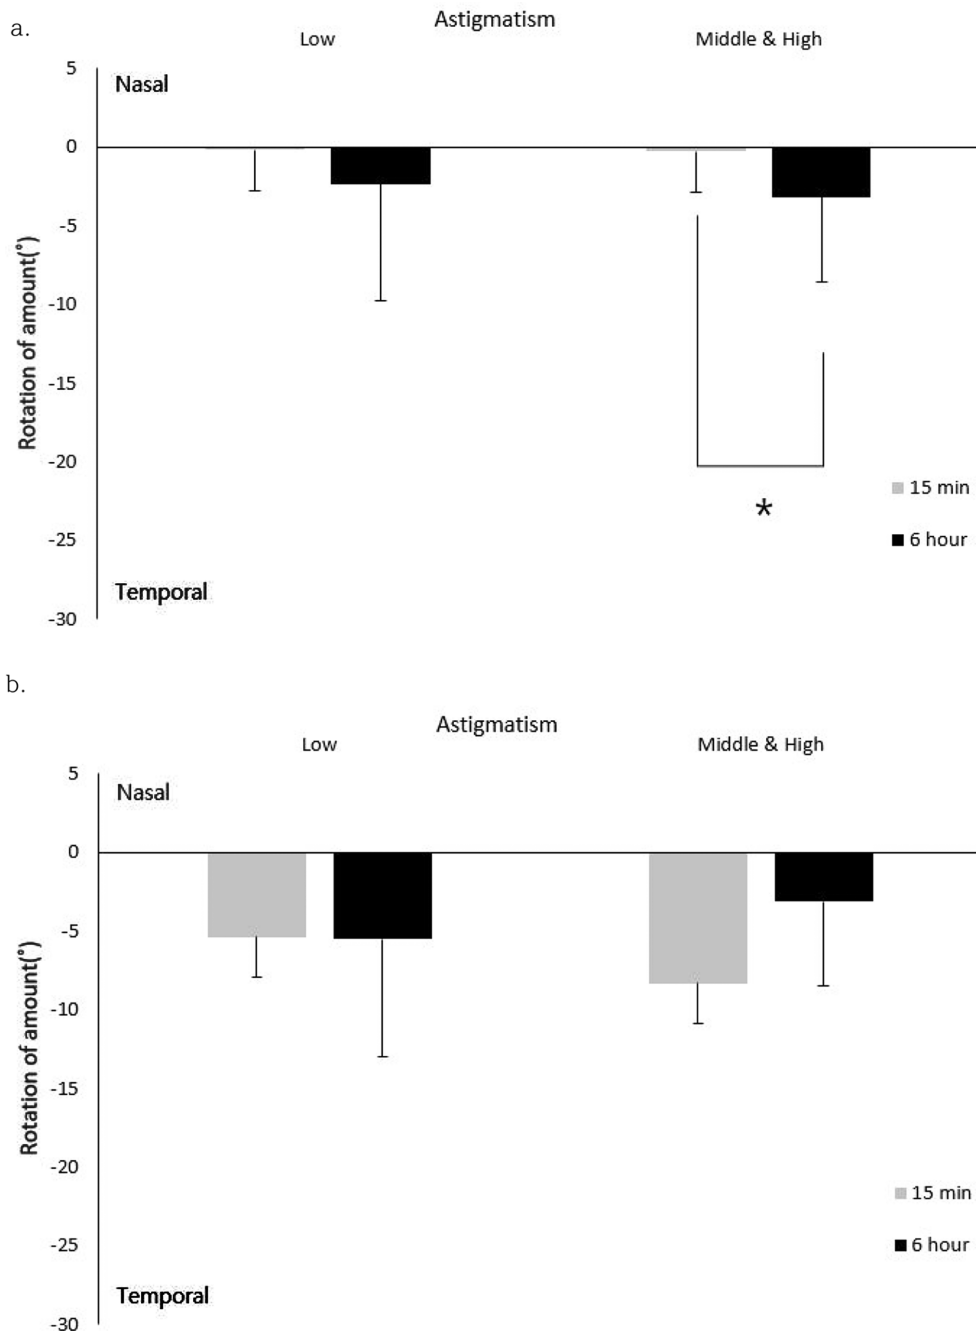 a.
Astigmatism
Low
Middle & High
5
Nasal
0
-5
-10
-15
-20
-25
-30
Rotation of amount(˚)
*
15 min
6 hour
Temporal
b.
Astigmatism
Low
Middle & High
5
Nasal
0
-5
-10
-15
-20
-25
-30
Rotation of amount(˚)
15 min
6 hour
Temporal